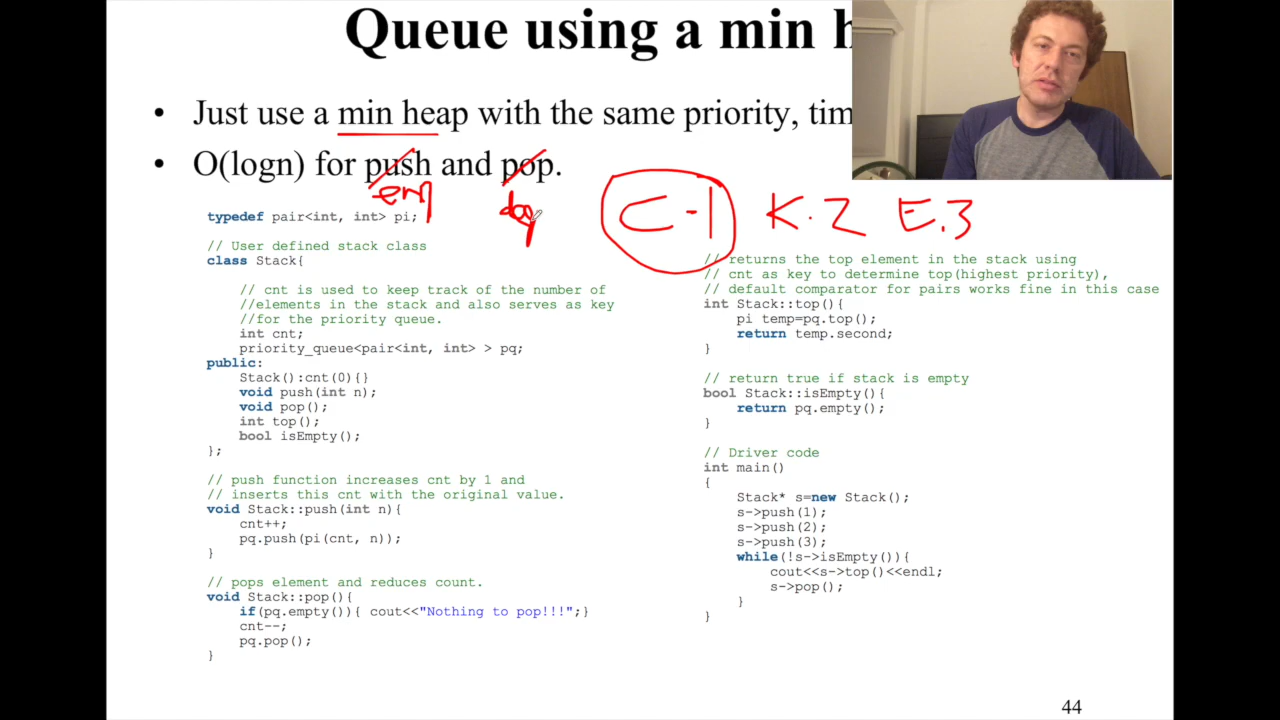 Queue using a min h
• Just use a min heap with the same priority, tim
• O(logn) for push and pop.
enq deq
C-1 K.2 E.3
typedef pair<int, int> pi;
// User defined stack class
class Stack{
// cnt is used to keep track of the number of
//elements in the stack and also serves as key
//for the priority queue.
int cnt;
priority_queue<pair<int, int> > pq;
public:
Stack():cnt(0){}
void push(int n);
void pop();
int top();
bool isEmpty();
};
// push function increases cnt by 1 and
// inserts this cnt with the original value.
void Stack::push(int n){
cnt++;
pq.push(pi(cnt, n));
}
// pops element and reduces count.
void Stack::pop(){
if(pq.empty()){ cout<<"Nothing to pop!!!";}
cnt--;
pq.pop();
}
// returns the top element in the stack using
// cnt as key to determine top(highest priority),
// default comparator for pairs works fine in this case
int Stack::top(){
pi temp=pq.top();
return temp.second;
}
// return true if stack is empty
bool Stack::isEmpty(){
return pq.empty();
}
// Driver code
int main()
{
Stack* s=new Stack();
s->push(1);
s->push(2);
s->push(3);
while(!s->isEmpty()){
cout<<s->top()<<endl;
s->pop();
}
}
44